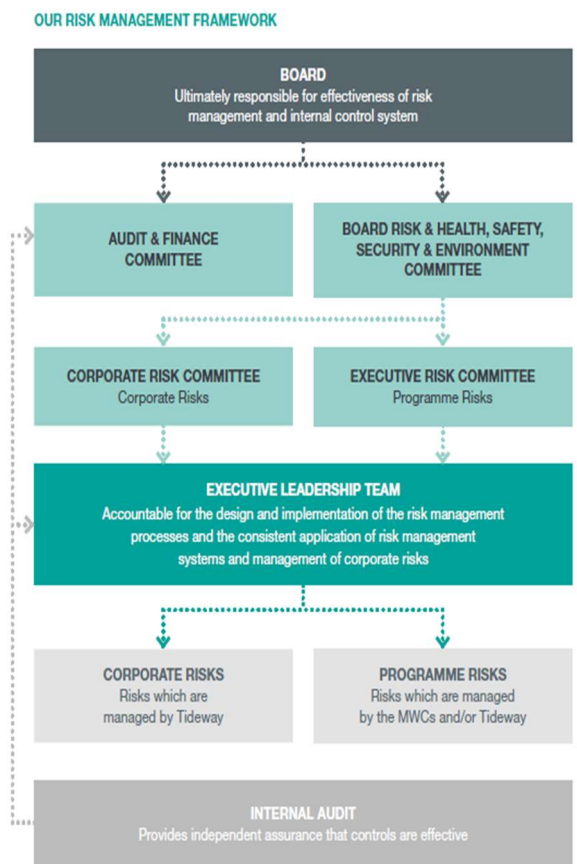 OUR RISK MANAGEMENT FRAMEWORK
BOARD
Ultimately responsible for effectiveness of risk
management and internal control system
AUDIT & FINANCE
COMMITTEE
BOARD RISK & HEALTH, SAFETY,
SECURITY & ENVIRONMENT
COMMITTEE
CORPORATE RISK COMMITTEE
Corporate Risks
EXECUTIVE RISK COMMITTEE
Programme Risks
EXECUTIVE LEADERSHIP TEAM
Accountable for the design and implementation of the risk management
processes and the consistent application of risk management
systems and management of corporate risks
CORPORATE RISKS
Risks which are
managed by Tideway
PROGRAMME RISKS
Risks which are managed
by the MWCs and/or Tideway
INTERNAL AUDIT
Provides independent assurance that controls are effective